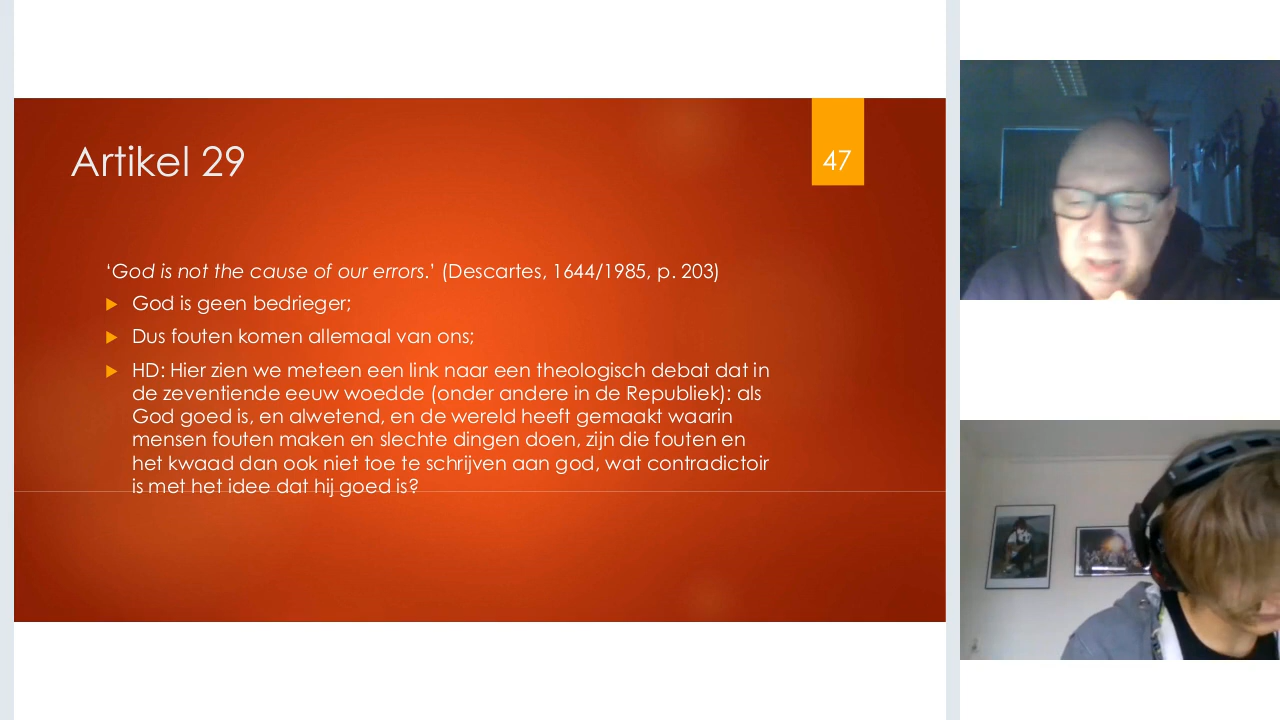 Artikel 29
47
‘God is not the cause of our errors.’ (Descartes, 1644/1985, p. 203)
God is geen bedrieger;
Dus fouten komen allemaal van ons;
HD: Hier zien we meteen een link naar een theologisch debat dat in
de zeventiende eeuw woedde (onder andere in de Republiek): als
God goed is, en alwetend, en de wereld heeft gemaakt waarin
mensen fouten maken en slechte dingen doen, zijn die fouten en
het kwaad dan ook niet toe te schrijven aan god, wat contradictoir
is met het idee dat hij goed is?